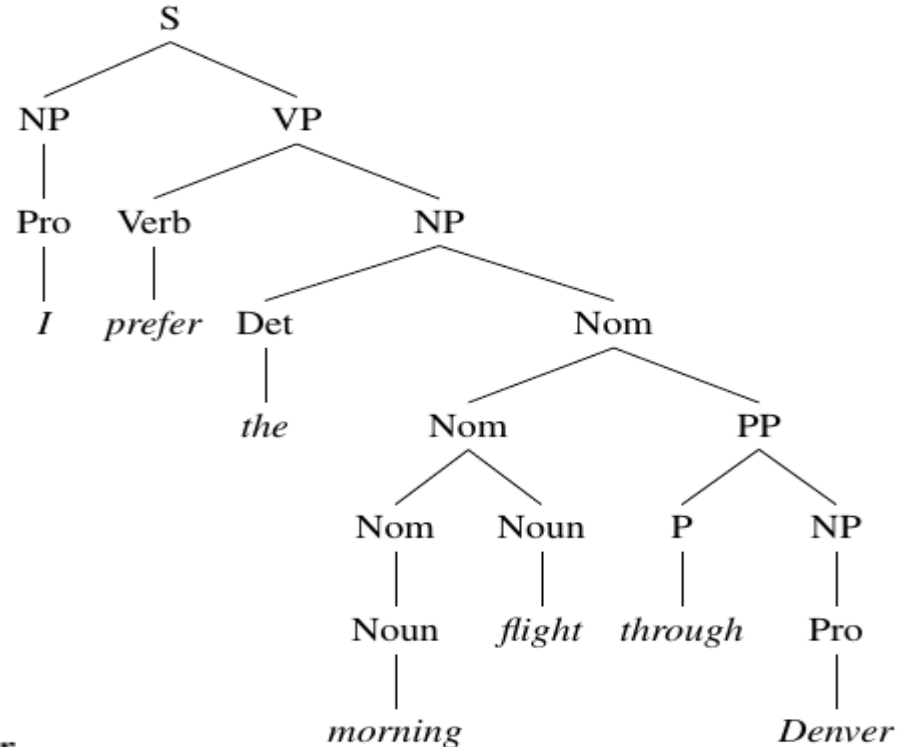 S
NP VP
Pro Verb NP
I prefer Det Nom
the Nom PP
Nom Noun P NP
Noun flight through Pro
morning Denver